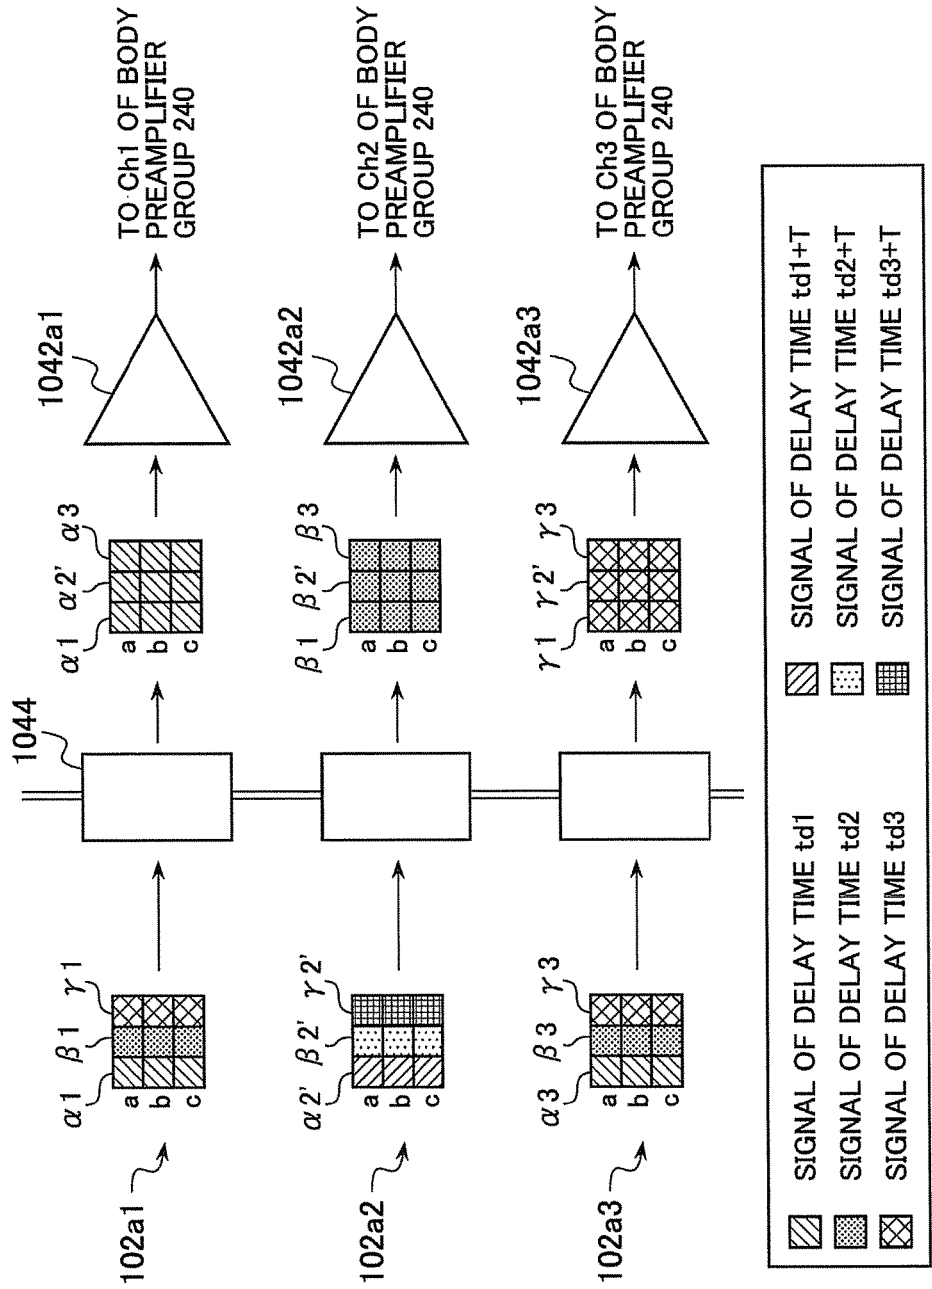 102a1
α1
β1
γ1
a
b
c
1044
α1
α2'
α3
a
b
c
1042a1
TO Ch1 OF BODY
PREAMPLIFIER
GROUP 240
102a2
α2'
β2'
γ2'
a
b
c
β1
β2'
β3
a
b
c
1042a2
TO Ch2 OF BODY
PREAMPLIFIER
GROUP 240
102a3
α3
β3
γ3
a
b
c
γ1
γ2'
γ3
a
b
c
1042a3
TO Ch3 OF BODY
PREAMPLIFIER
GROUP 240
SIGNAL OF DELAY TIME td1
SIGNAL OF DELAY TIME td2
SIGNAL OF DELAY TIME td3
SIGNAL OF DELAY TIME td1+T
SIGNAL OF DELAY TIME td2+T
SIGNAL OF DELAY TIME td3+T